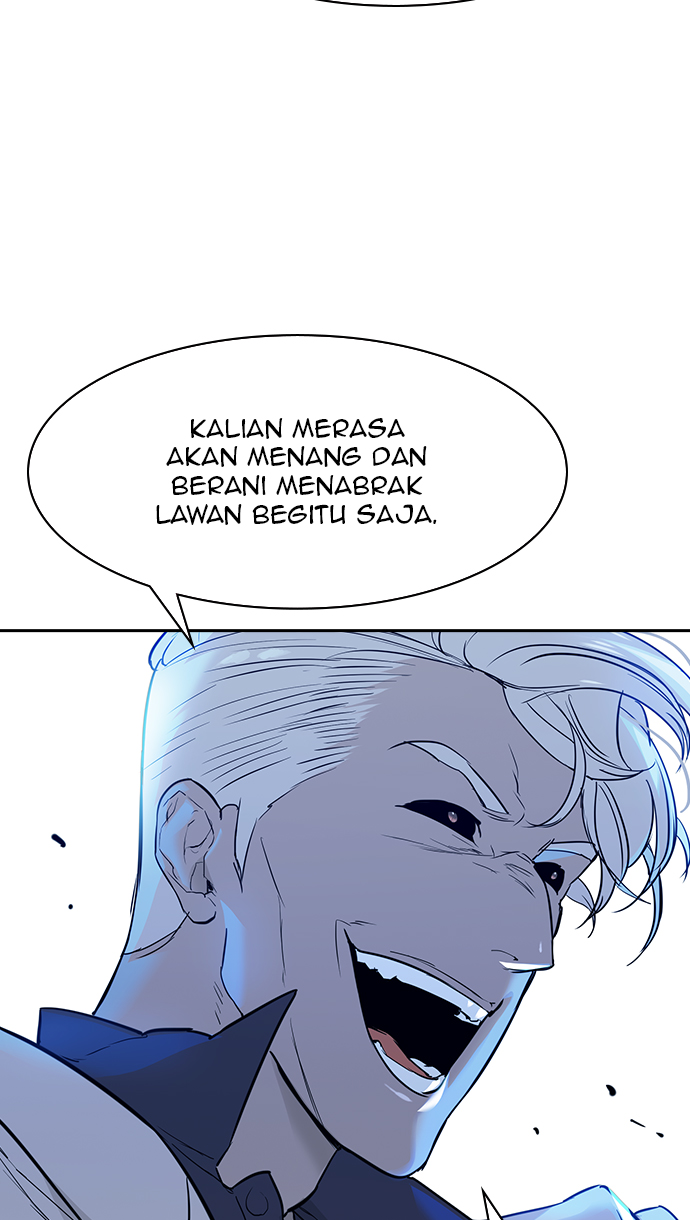 KALIAN MERASA
AKAN MENANG DAN
BERANI MENABRAK
LAWAN BEGITU SAJA.